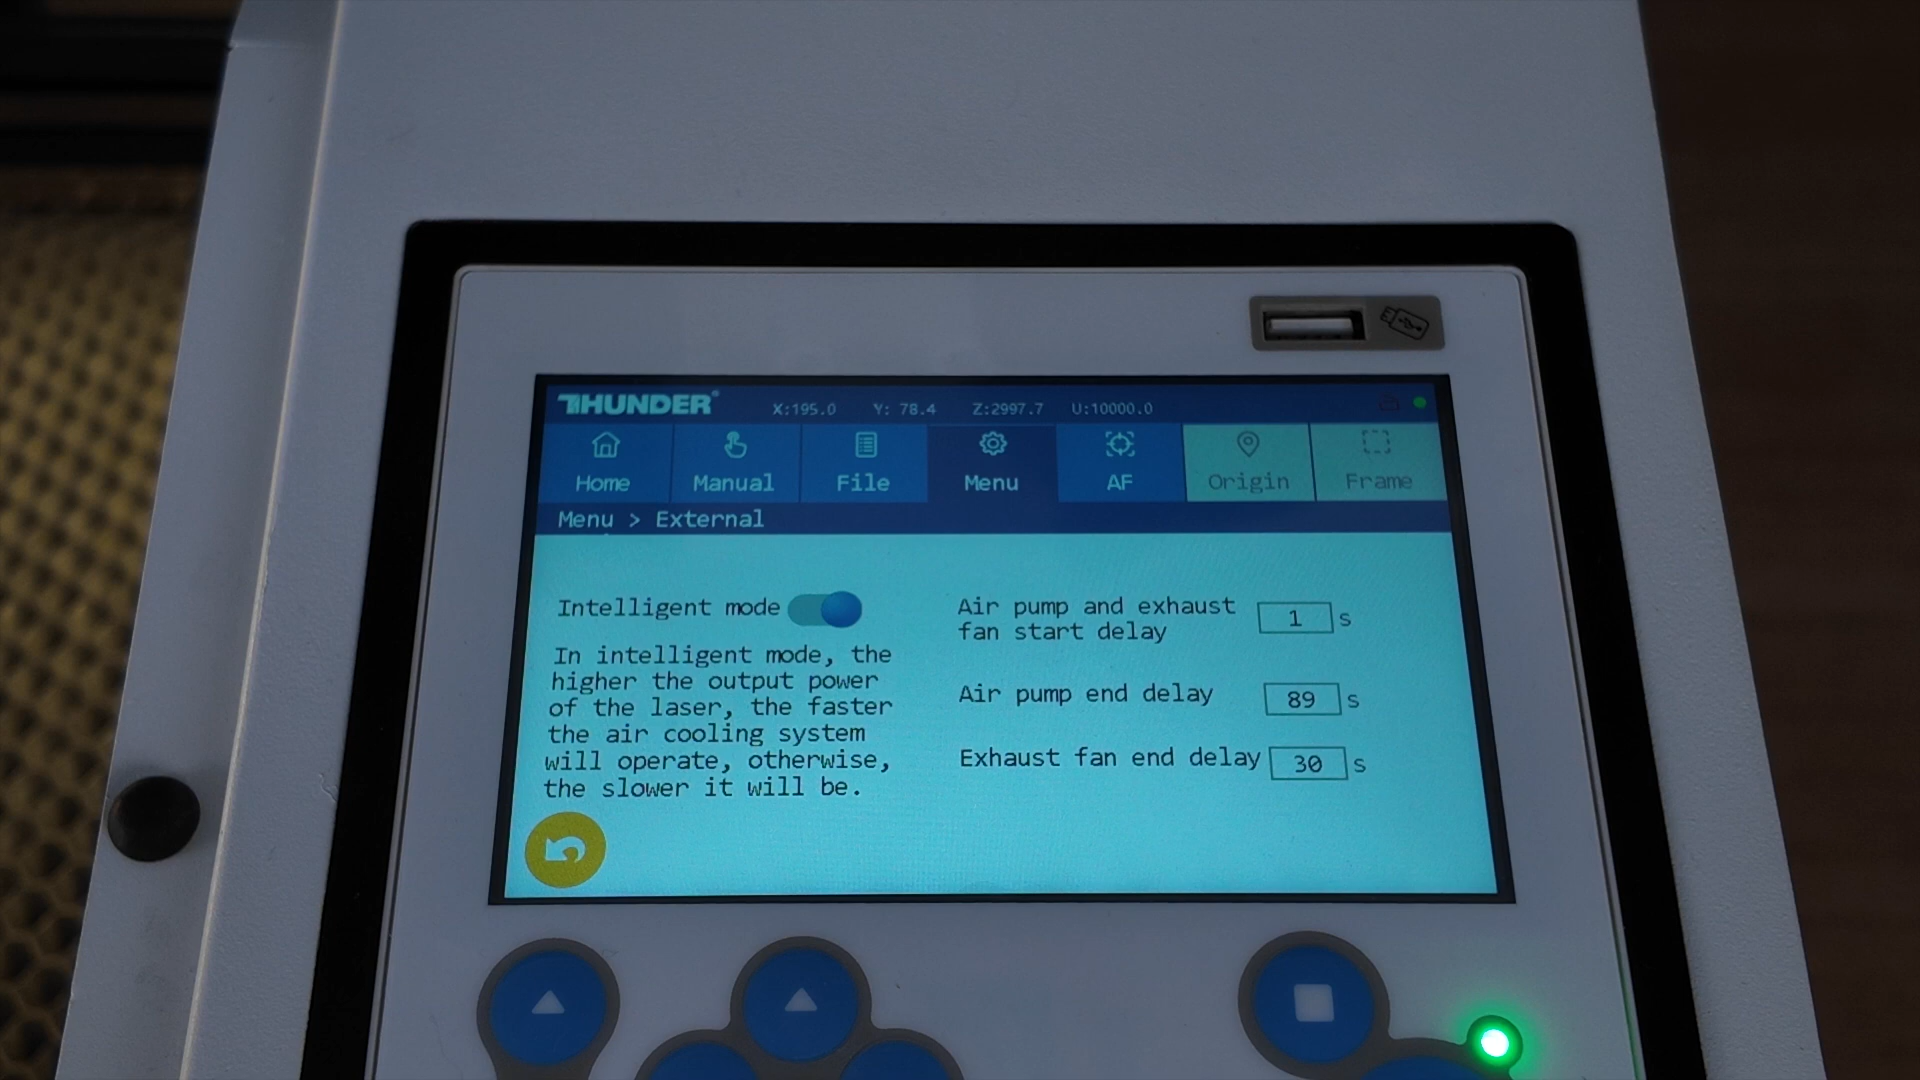 THUNDER®
X:195.0 Y: 78.4 Z:2997.7 U:10000.0
Home Manual File Menu AF Origin Frame
Menu > External
Intelligent mode
In intelligent mode, the
higher the output power
of the laser, the faster
the air cooling system
will operate, otherwise,
the slower it will be.
Air pump and exhaust
fan start delay 1 s
Air pump end delay 89 s
Exhaust fan end delay 30 s